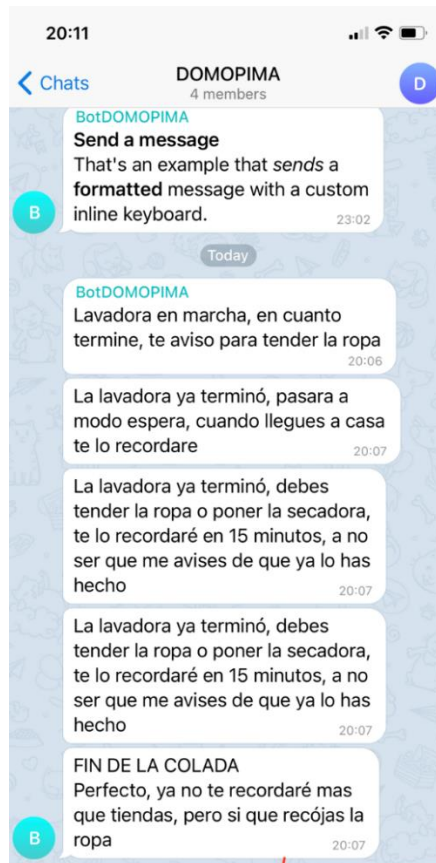 20:11
Chats
DOMOPIMA
4 members
D
BotDOMOPIMA
Send a message
That's an example that sends a
formatted message with a custom
inline keyboard.
23:02
B
Today
BotDOMOPIMA
Lavadora en marcha, en cuanto
termine, te aviso para tender la ropa
20:06
La lavadora ya terminó, pasara a
modo espera, cuando llegues a casa
te lo recordare
20:07
La lavadora ya terminó, debes
tender la ropa o poner la secadora,
te lo recordaré en 15 minutos, a no
ser que me avises de que ya lo has
hecho
20:07
La lavadora ya terminó, debes
tender la ropa o poner la secadora,
te lo recordaré en 15 minutos, a no
ser que me avises de que ya lo has
hecho
20:07
FIN DE LA COLADA
Perfecto, ya no te recordaré mas
que tiendas, pero si que recójas la
ropa
20:07
B